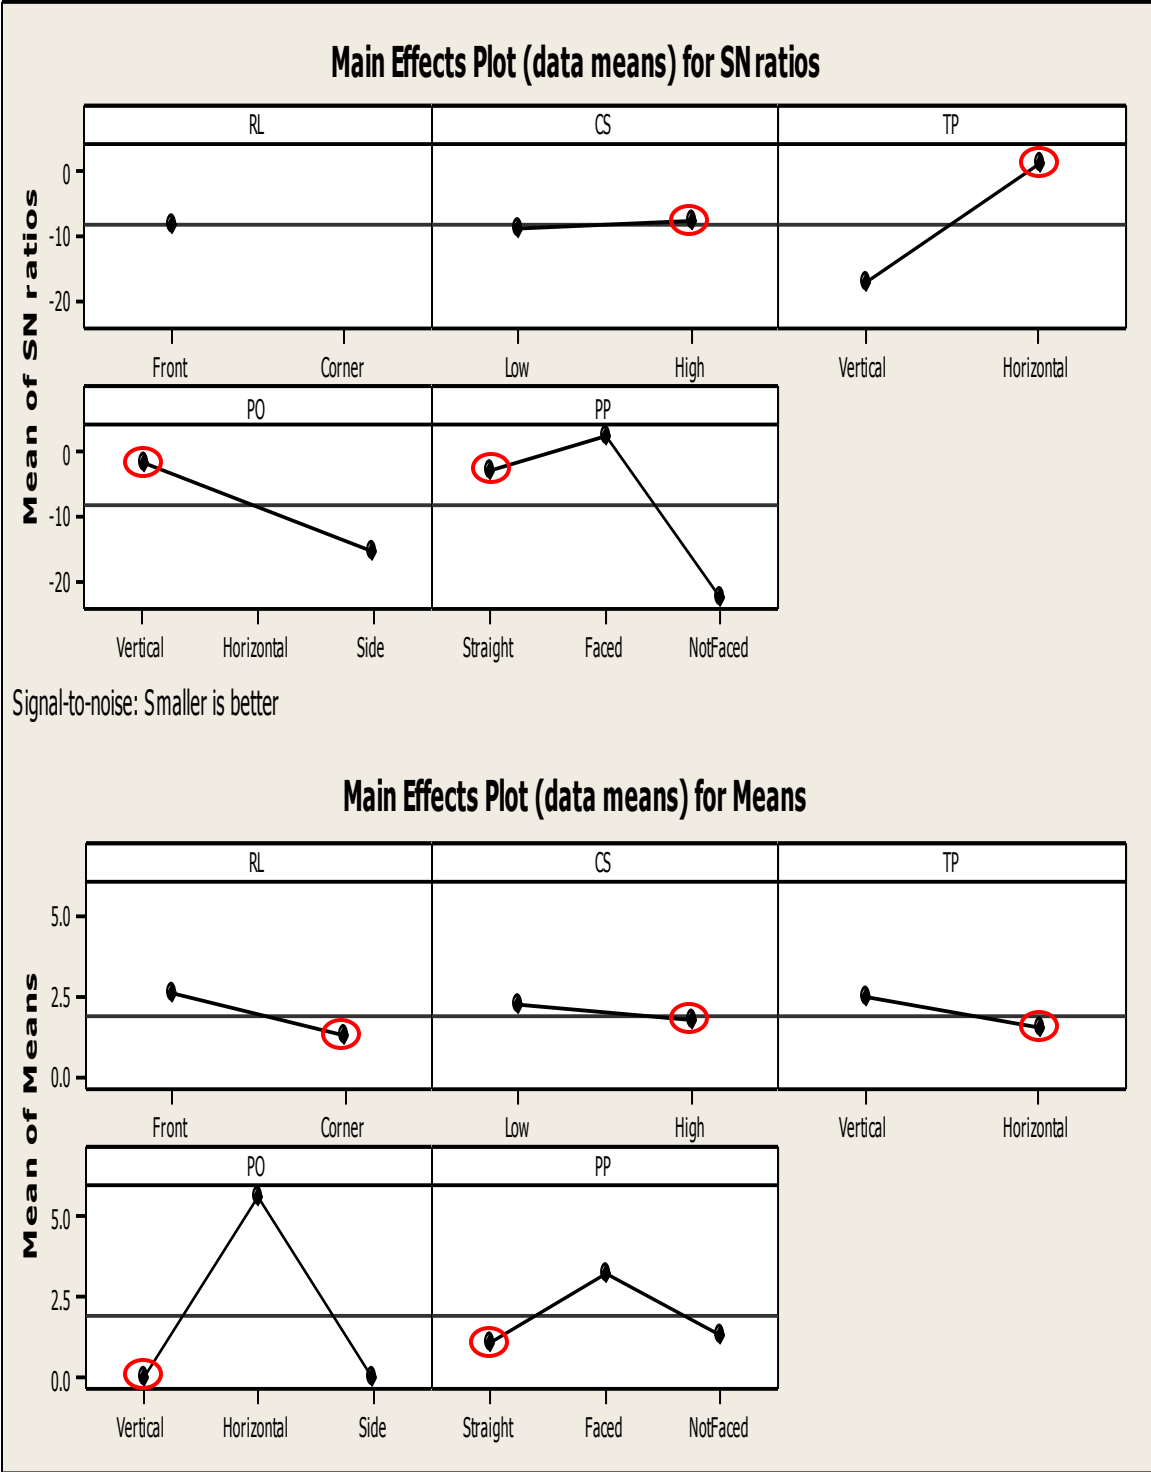 Main Effects Plot (data means) for SN ratios
Mean of SN ratios
RL CS TP
0
-10
-20
Front Corner Low High Vertical Horizontal
PO PP
0
-10
-20
Vertical Horizontal Side Straight Faced NotFaced
Signal-to-noise: Smaller is better
Main Effects Plot (data means) for Means
Mean of Means
RL CS TP
5.0
2.5
0.0
Front Corner Low High Vertical Horizontal
PO PP
5.0
2.5
0.0
Vertical Horizontal Side Straight Faced NotFaced